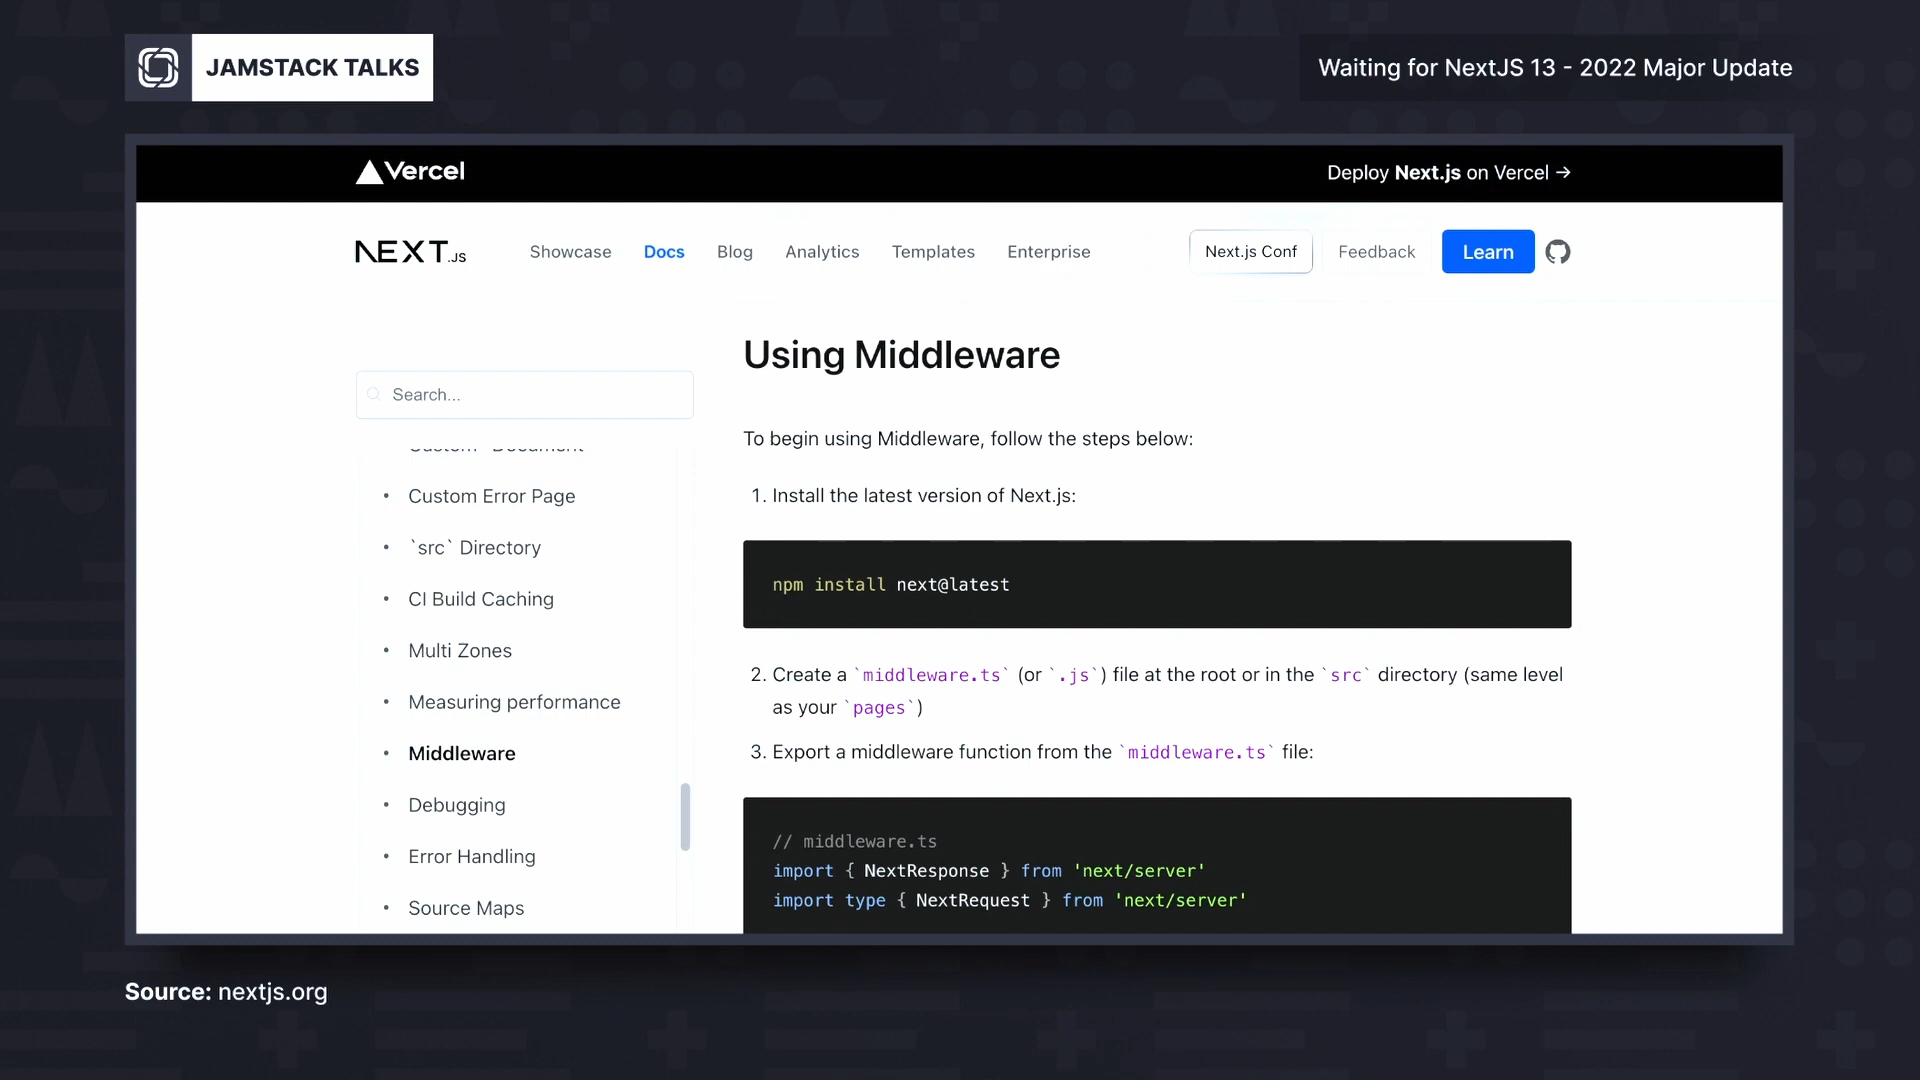 JAMSTACK TALKS
Waiting for NextJS 13 - 2022 Major Update
Vercel
Deploy Next.js on Vercel →
NEXT.JS
Showcase
Docs
Blog
Analytics
Templates
Enterprise
Next.js Conf
Feedback
Learn
Search...
• Custom Error Page
• `src` Directory
• CI Build Caching
• Multi Zones
• Measuring performance
• Middleware
• Debugging
• Error Handling
• Source Maps
Using Middleware
To begin using Middleware, follow the steps below:
1. Install the latest version of Next.js:
npm install next@latest
2. Create a `middleware.ts` (or `.js`) file at the root or in the `src` directory (same level
as your `pages`)
3. Export a middleware function from the `middleware.ts` file:
// middleware.ts
import { NextResponse } from 'next/server'
import type { NextRequest } from 'next/server'
Source: nextjs.org